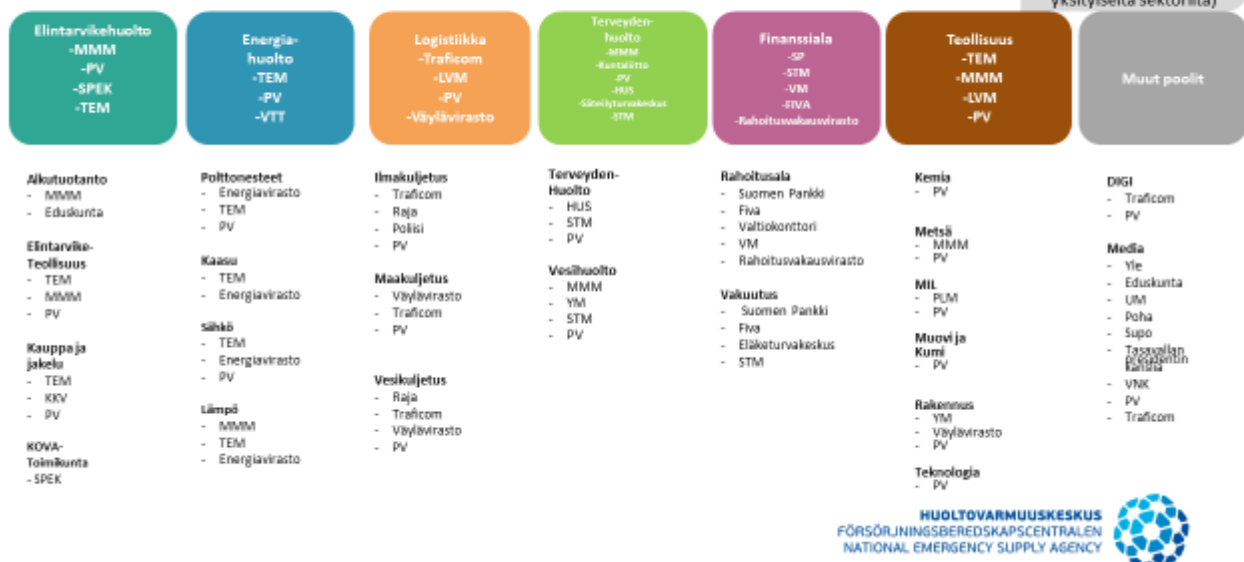 yksityiseltä sektorilta)
Elintarvikehuolto
-MMM
-PV
-SPEK
-TEM
Energia-
huolto
-TEM
-PV
-VTT
Logistiikka
-Traficom
-LVM
-PV
-Väylävirasto
Terveyden-
huolto
-MMM
-Kuntaliitto
-PV
-HUS
-Säteilyturvakeskus
-STM
Finanssiala
-SP
-STM
-VM
-FIVA
-Rahoitusvakausvirasto
Teollisuus
-TEM
-MMM
-LVM
-PV
Muut poolit
Alkutuotanto
- MMM
- Eduskunta
Elintarvike-
Teollisuus
- TEM
- MMM
- PV
Kauppa ja
jakelu
- TEM
- KKV
- PV
KOVA-
Toimikunta
- SPEK
Polttonesteet
- Energiavirasto
- TEM
- PV
Kaasu
- TEM
- Energiavirasto
Sähkö
- TEM
- Energiavirasto
- PV
Lämpö
- MMM
- TEM
- Energiavirasto
Ilmakuljetus
- Traficom
- Raja
- Poliisi
- PV
Maakuljetus
- Väylävirasto
- Traficom
- PV
Vesikuljetus
- Raja
- Traficom
- Väylävirasto
- PV
Terveyden-
Huolto
- HUS
- STM
- PV
Vesihuolto
- MMM
- YM
- STM
- PV
Rahoitusala
- Suomen Pankki
- Fiva
- Valtiokonttori
- VM
- Rahoitusvakausvirasto
Vakuutus
- Suomen Pankki
- Fiva
- Eläketurvakeskus
- STM
Kemia
- PV
Metsä
- MMM
- PV
MIL
- PLM
- PV
Muovi ja
Kumi
- PV
Rakennus
- YM
- Väylävirasto
- PV
Teknologia
- PV
DIGI
- Traficom
- PV
Media
- Yle
- Eduskunta
- UM
- Poha
- Supo
- Tasavallan
presidentin
kanslia
- VNK
- PV
- Traficom
HUOLTOVARMUUSKESKUS
FÖRSÖRJNINGSBEREDSKAPSCENTRALEN
NATIONAL EMERGENCY SUPPLY AGENCY